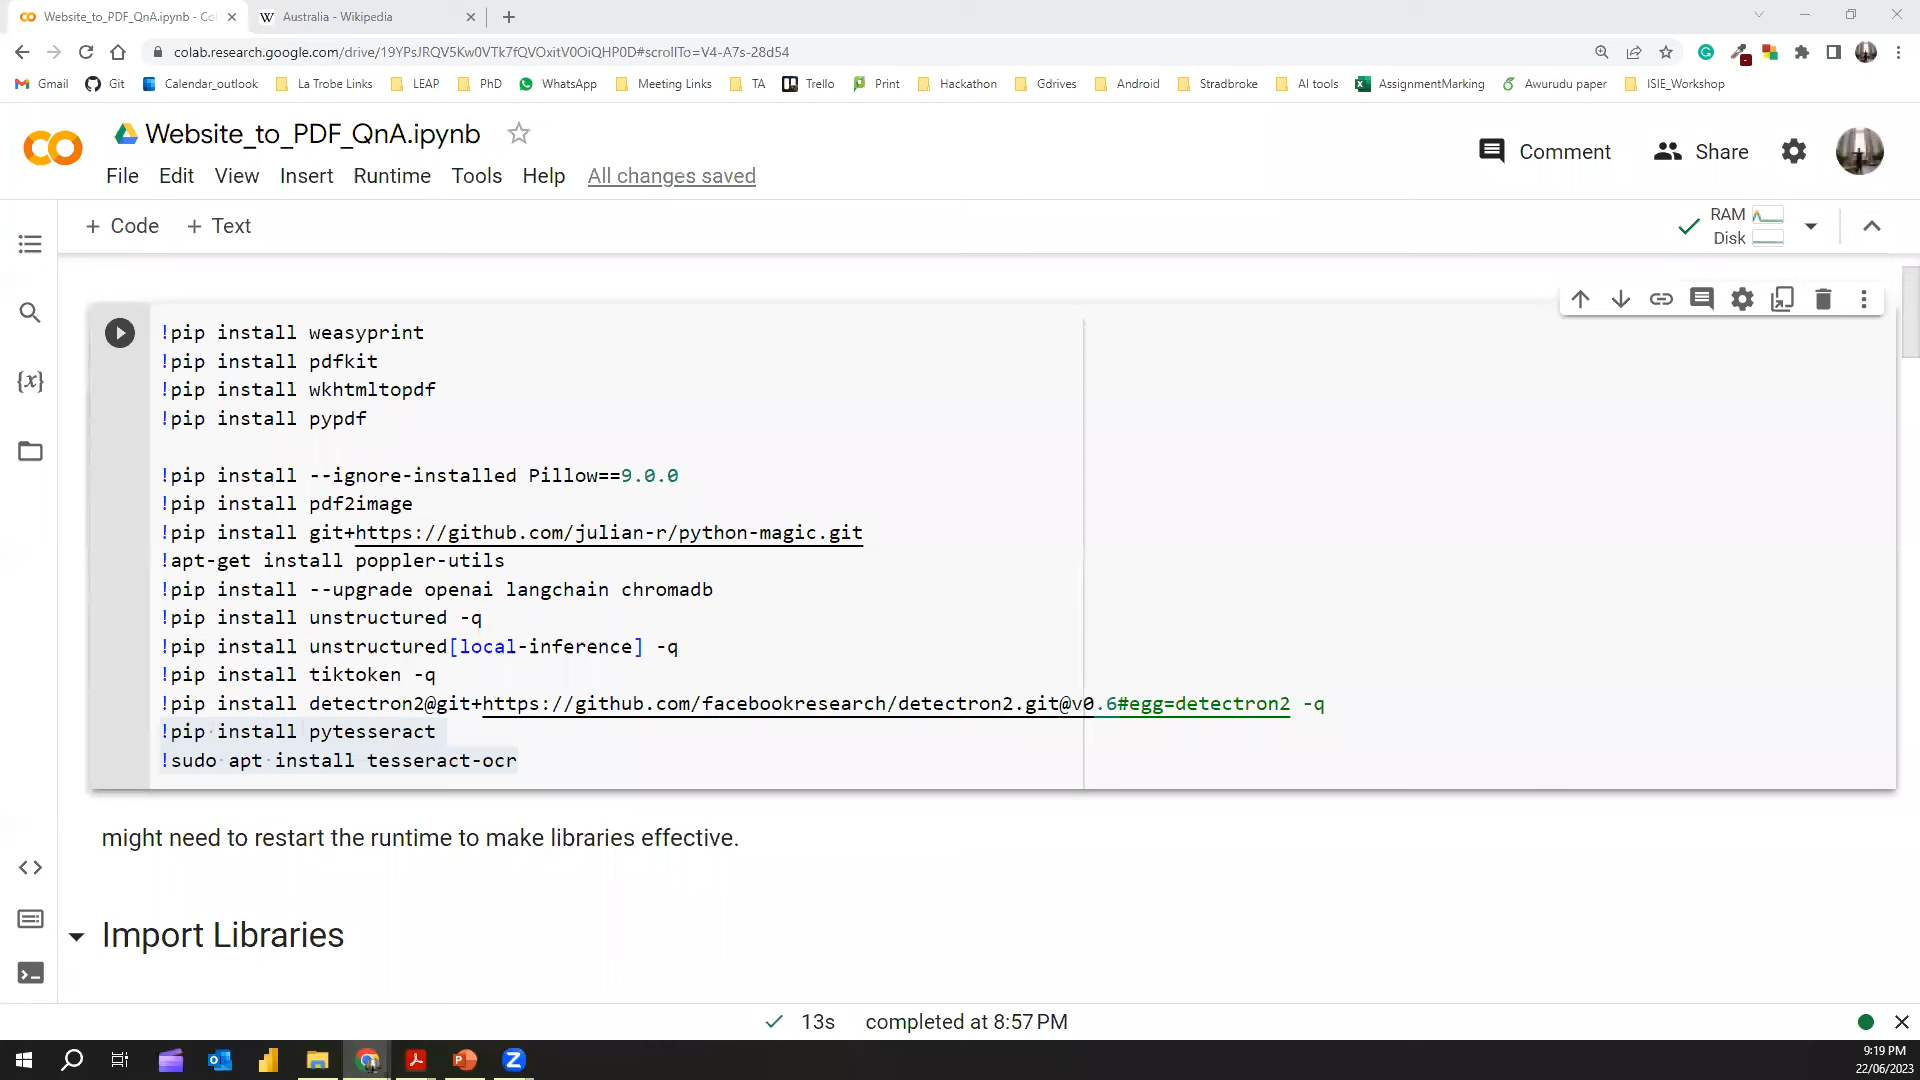 Website_to_PDF_QnA.ipynb - Co
Australia - Wikipedia
colab.research.google.com/drive/19YPsJRQV5Kw0VTk7fQVOxitV0OiQHP0D#scrollTo=V4-A7s-28d54
Gmail Git Calendar_outlook La Trobe Links LEAP PhD WhatsApp Meeting Links TA Trello Print Hackathon Gdrives Android Stradbroke AI tools AssignmentMarking Awurudu paper ISIE_Workshop
Website_to_PDF_QnA.ipynb
Comment Share
File Edit View Insert Runtime Tools Help All changes saved
+ Code + Text
RAM
Disk
{x}
!pip install weasyprint
!pip install pdfkit
!pip install wkhtmltopdf
!pip install pypdf
!pip install --ignore-installed Pillow==9.0.0
!pip install pdf2image
!pip install git+https://github.com/julian-r/python-magic.git
!apt-get install poppler-utils
!pip install --upgrade openai langchain chromadb
!pip install unstructured -q
!pip install unstructured[local-inference] -q
!pip install tiktoken -q
!pip install detectron2@git+https://github.com/facebookresearch/detectron2.git@v0.6#egg=detectron2 -q
!pip install pytesseract
!sudo apt install tesseract-ocr
might need to restart the runtime to make libraries effective.
Import Libraries
13s completed at 8:57 PM
9:19 PM
22/06/2023